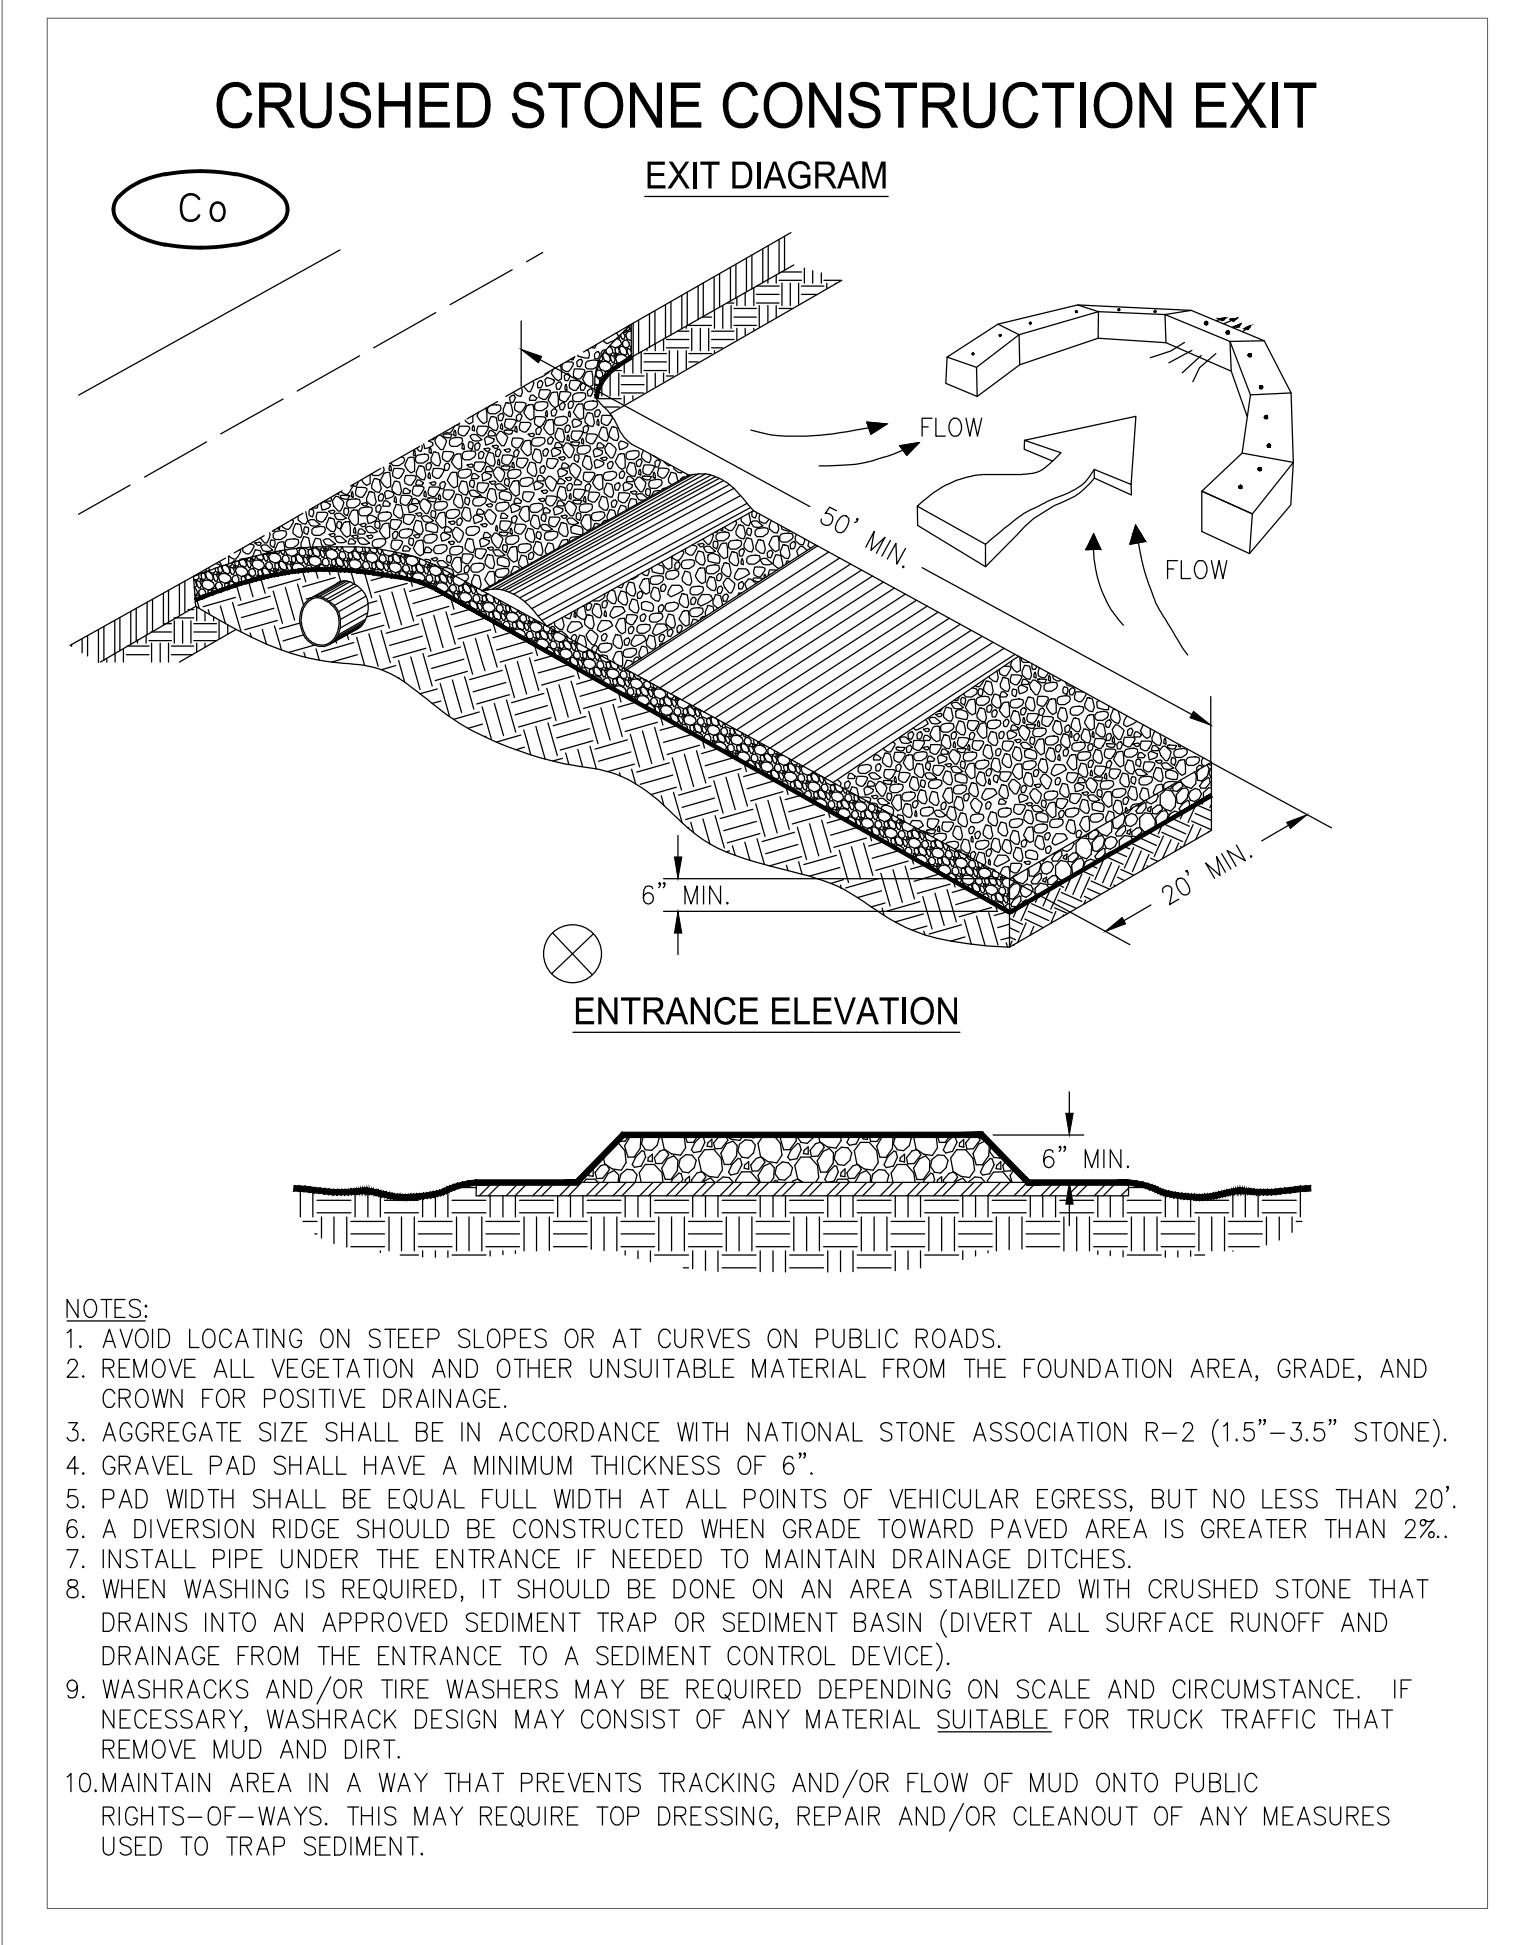 CRUSHED STONE CONSTRUCTION EXIT
EXIT DIAGRAM
Co
FLOW
50' MIN.
FLOW
20' MIN.
6" MIN.
ENTRANCE ELEVATION
6" MIN.
NOTES:
1. AVOID LOCATING ON STEEP SLOPES OR AT CURVES ON PUBLIC ROADS.
2. REMOVE ALL VEGETATION AND OTHER UNSUITABLE MATERIAL FROM THE FOUNDATION AREA, GRADE, AND
CROWN FOR POSITIVE DRAINAGE.
3. AGGREGATE SIZE SHALL BE IN ACCORDANCE WITH NATIONAL STONE ASSOCIATION R-2 (1.5"-3.5" STONE).
4. GRAVEL PAD SHALL HAVE A MINIMUM THICKNESS OF 6".
5. PAD WIDTH SHALL BE EQUAL FULL WIDTH AT ALL POINTS OF VEHICULAR EGRESS, BUT NO LESS THAN 20'.
6. A DIVERSION RIDGE SHOULD BE CONSTRUCTED WHEN GRADE TOWARD PAVED AREA IS GREATER THAN 2%..
7. INSTALL PIPE UNDER THE ENTRANCE IF NEEDED TO MAINTAIN DRAINAGE DITCHES.
8. WHEN WASHING IS REQUIRED, IT SHOULD BE DONE ON AN AREA STABILIZED WITH CRUSHED STONE THAT
DRAINS INTO AN APPROVED SEDIMENT TRAP OR SEDIMENT BASIN (DIVERT ALL SURFACE RUNOFF AND
DRAINAGE FROM THE ENTRANCE TO A SEDIMENT CONTROL DEVICE).
9. WASHRACKS AND/OR TIRE WASHERS MAY BE REQUIRED DEPENDING ON SCALE AND CIRCUMSTANCE. IF
NECESSARY, WASHRACK DESIGN MAY CONSIST OF ANY MATERIAL SUITABLE FOR TRUCK TRAFFIC THAT
REMOVE MUD AND DIRT.
10.MAINTAIN AREA IN A WAY THAT PREVENTS TRACKING AND/OR FLOW OF MUD ONTO PUBLIC
RIGHTS-OF-WAYS. THIS MAY REQUIRE TOP DRESSING, REPAIR AND/OR CLEANOUT OF ANY MEASURES
USED TO TRAP SEDIMENT.